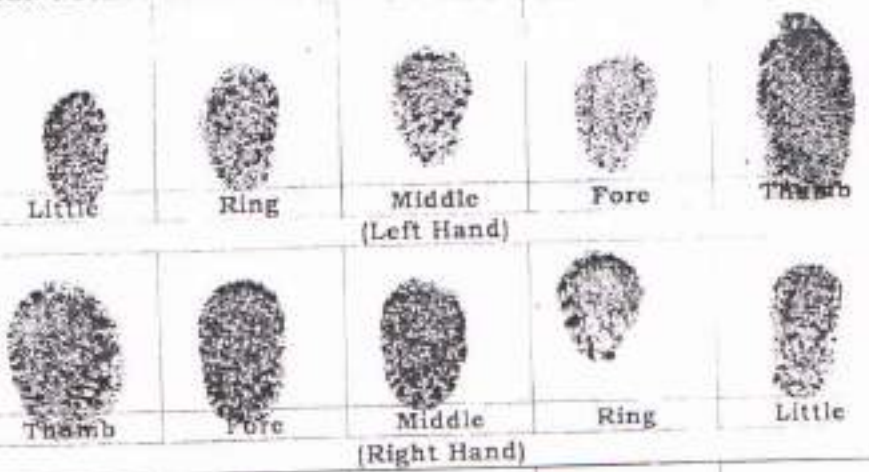 Little Ring Middle Fore Thumb
(Left Hand)
Thumb Fore Middle Ring Little
(Right Hand)